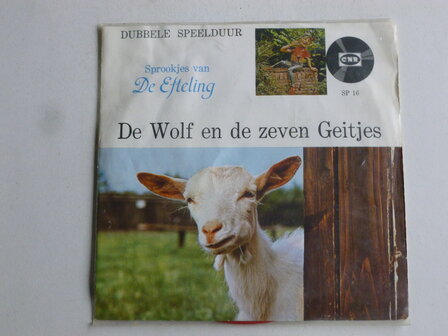 DUBBELE SPEELDUUR
Sprookjes van
De Efteling
CNR
SP 16
De Wolf en de zeven Geitjes